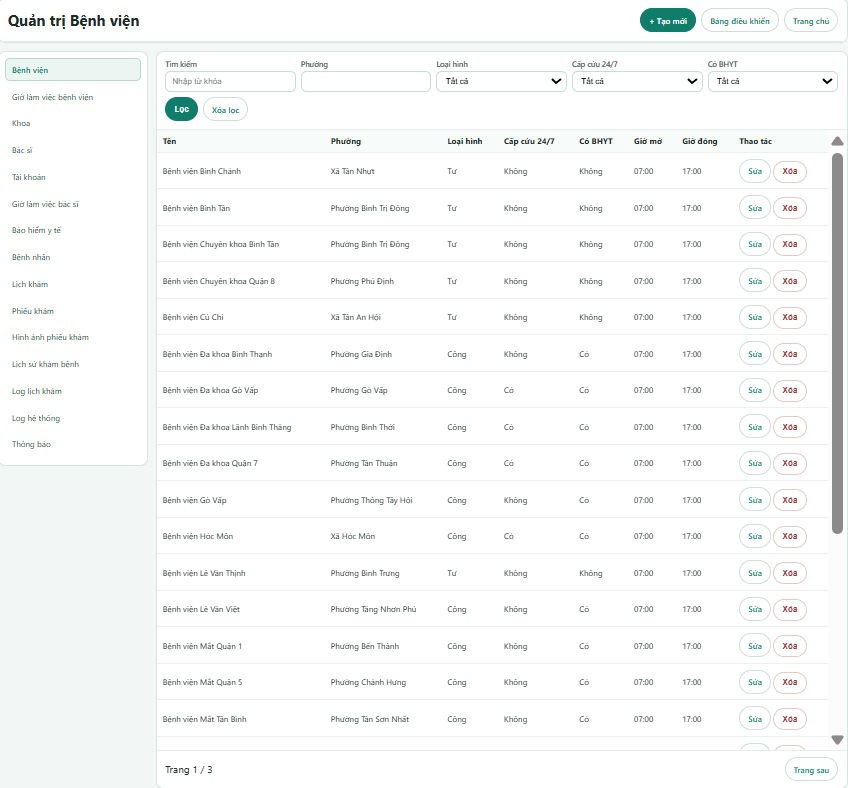 Quản trị Bệnh viện
+ Tạo mới Bảng điều khiển Trang chủ
Bệnh viện
Giờ làm việc bệnh viện
Khoa
Bác sĩ
Tài khoản
Giờ làm việc bác sĩ
Bảo hiểm y tế
Bệnh nhân
Lịch khám
Phiếu khám
Hình ảnh phiếu khám
Lịch sử khám bệnh
Log lịch khám
Log hệ thống
Thông báo
Tìm kiếm Phường Loại hình Cấp cứu 24/7 Có BHYT
Nhập từ khóa Tất cả Tất cả Tất cả
Lọc Xóa lọc
Tên Phường Loại hình Cấp cứu 24/7 Có BHYT Giờ mở Giờ đóng Thao tác
Bệnh viện Bình Chánh Xã Tân Nhựt Tư Không Không 07:00 17:00 Sửa Xóa
Bệnh viện Bình Tân Phường Bình Trị Đông Tư Không Không 07:00 17:00 Sửa Xóa
Bệnh viện Chuyên khoa Bình Tân Phường Bình Trị Đông Tư Không Không 07:00 17:00 Sửa Xóa
Bệnh viện Chuyên khoa Quận 8 Phường Phú Định Tư Không Không 07:00 17:00 Sửa Xóa
Bệnh viện Củ Chi Xã Tân An Hội Tư Không Không 07:00 17:00 Sửa Xóa
Bệnh viện Đa khoa Bình Thạnh Phường Gia Định Công Không Có 07:00 17:00 Sửa Xóa
Bệnh viện Đa khoa Gò Vấp Phường Gò Vấp Công Có Có 07:00 17:00 Sửa Xóa
Bệnh viện Đa khoa Lãnh Binh Thăng Phường Bình Thới Công Có Có 07:00 17:00 Sửa Xóa
Bệnh viện Đa khoa Quận 7 Phường Tân Thuận Công Có Có 07:00 17:00 Sửa Xóa
Bệnh viện Gò Vấp Phường Thông Tây Hội Công Không Có 07:00 17:00 Sửa Xóa
Bệnh viện Hóc Môn Xã Hóc Môn Công Có Có 07:00 17:00 Sửa Xóa
Bệnh viện Lê Văn Thịnh Phường Bình Trưng Tư Không Không 07:00 17:00 Sửa Xóa
Bệnh viện Lê Văn Việt Phường Tăng Nhơn Phú Công Không Có 07:00 17:00 Sửa Xóa
Bệnh viện Mắt Quận 1 Phường Bến Thành Công Không Có 07:00 17:00 Sửa Xóa
Bệnh viện Mắt Quận 5 Phường Chánh Hưng Công Không Có 07:00 17:00 Sửa Xóa
Bệnh viện Mắt Tân Bình Phường Tân Sơn Nhất Công Không Có 07:00 17:00 Sửa Xóa
Trang 1 / 3 Trang sau